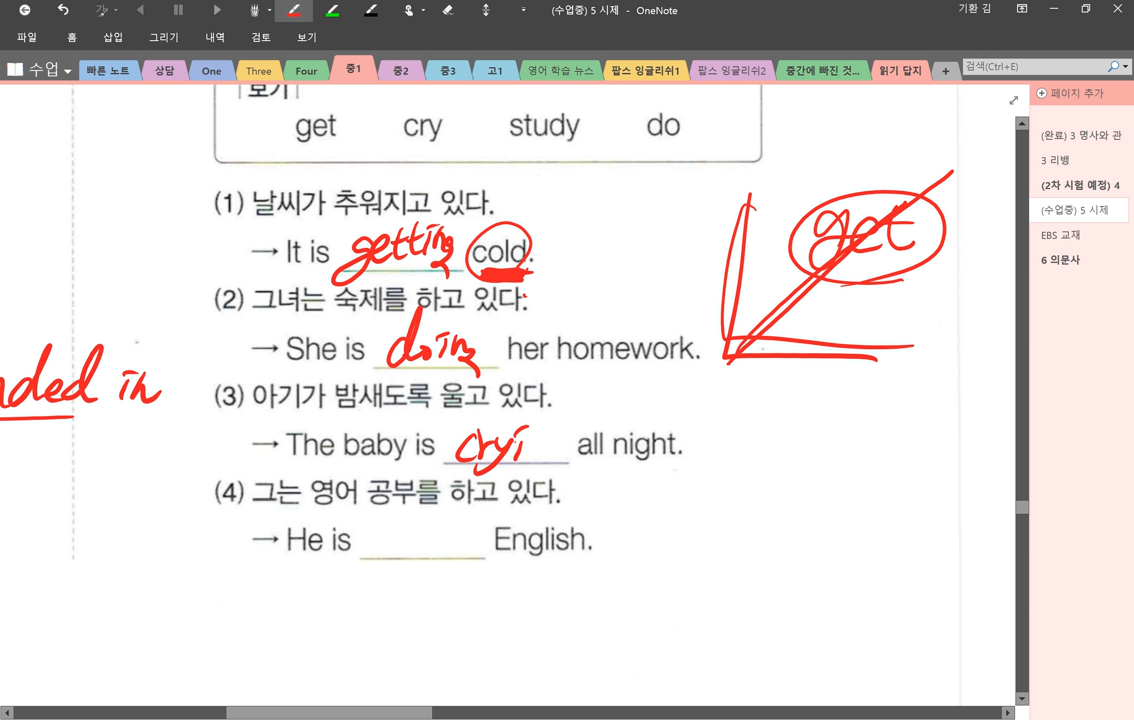 기환 김
(수업중) 5 시제 - OneNote
파일 홈 삽입 그리기 내역 검토 보기
수업 빠른 노트 상담 One Three Four 중1 중2 중3 고1 영어 학습 뉴스 팝스 잉글리쉬1 팝스 잉글리쉬2 중간에 빠진 것... 읽기 답지 + 검색(Ctrl+E)
보기
get cry study do
(1) 날씨가 추워지고 있다.
→ It is getting cold.
get
(2) 그녀는 숙제를 하고 있다.
→ She is doing her homework.
nded in
(3) 아기가 밤새도록 울고 있다.
→ The baby is cryi all night.
(4) 그는 영어 공부를 하고 있다.
→ He is English.
페이지 추가
(완료) 3 명사와 관
3 리뱅
(2차 시험 예정) 4
(수업중) 5 시제
EBS 교재
6 의문사